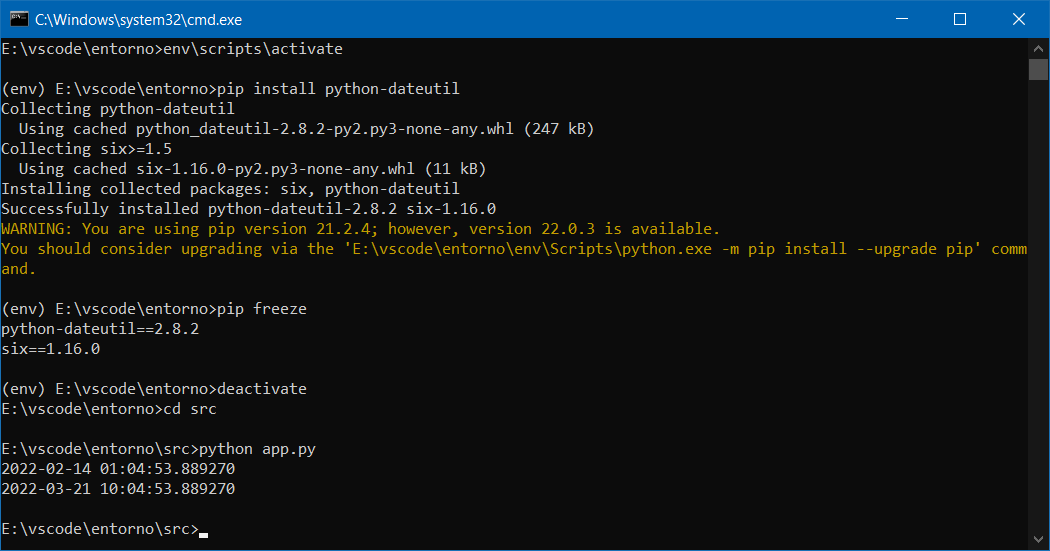 C:\Windows\system32\cmd.exe
E:\vscode\entorno>env\scripts\activate
(env) E:\vscode\entorno>pip install python-dateutil
Collecting python-dateutil
  Using cached python_dateutil-2.8.2-py2.py3-none-any.whl (247 kB)
Collecting six>=1.5
  Using cached six-1.16.0-py2.py3-none-any.whl (11 kB)
Installing collected packages: six, python-dateutil
Successfully installed python-dateutil-2.8.2 six-1.16.0
WARNING: You are using pip version 21.2.4; however, version 22.0.3 is available.
You should consider upgrading via the 'E:\vscode\entorno\env\Scripts\python.exe -m pip install --upgrade pip' comm
and.
(env) E:\vscode\entorno>pip freeze
python-dateutil==2.8.2
six==1.16.0
(env) E:\vscode\entorno>deactivate
E:\vscode\entorno>cd src
E:\vscode\entorno\src>python app.py
2022-02-14 01:04:53.889270
2022-03-21 10:04:53.889270
E:\vscode\entorno\src>